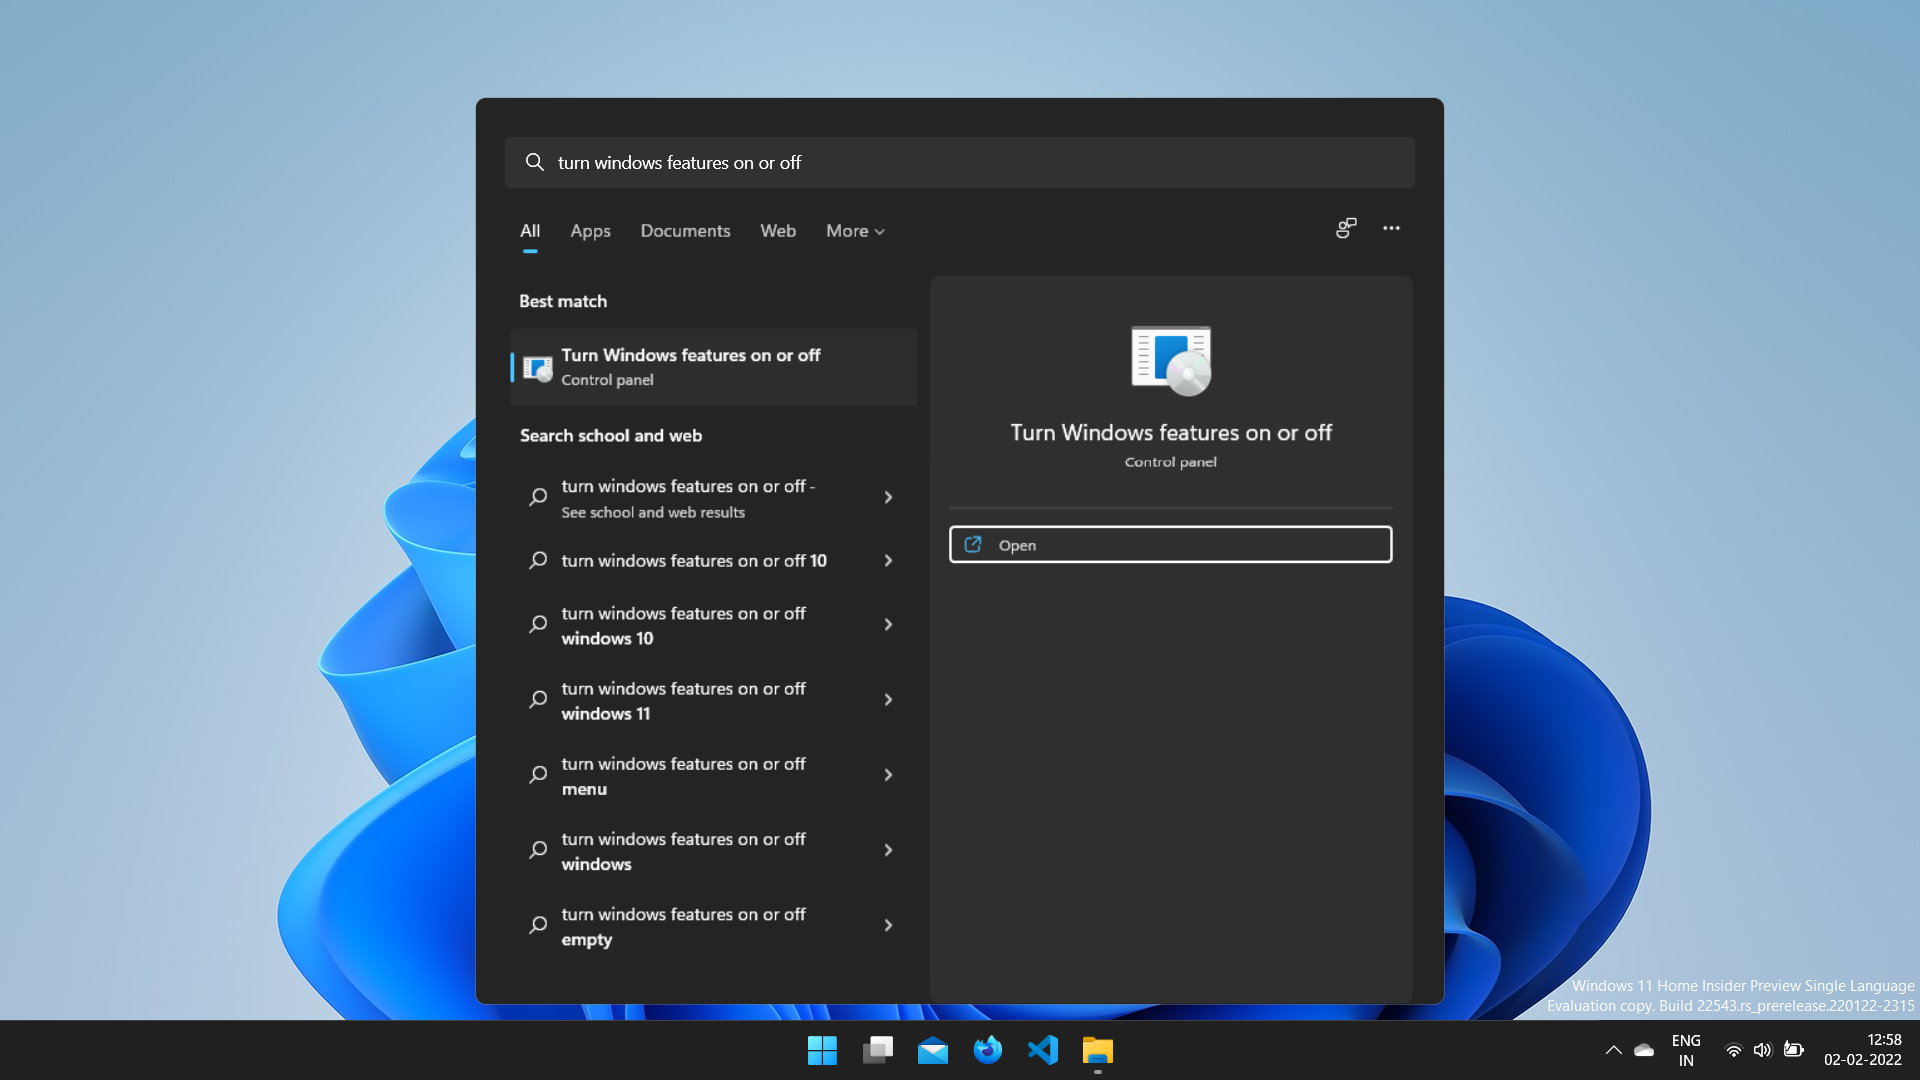 turn windows features on or off
All Apps Documents Web More
Best match
Turn Windows features on or off
Control panel
Search school and web
turn windows features on or off -
See school and web results
turn windows features on or off 10
turn windows features on or off
windows 10
turn windows features on or off
windows 11
turn windows features on or off
menu
turn windows features on or off
windows
turn windows features on or off
empty
Turn Windows features on or off
Control panel
Open
Windows 11 Home Insider Preview Single Language
Evaluation copy. Build 22543.rs_prerelease.220122-2315
ENG
IN
12:58
02-02-2022